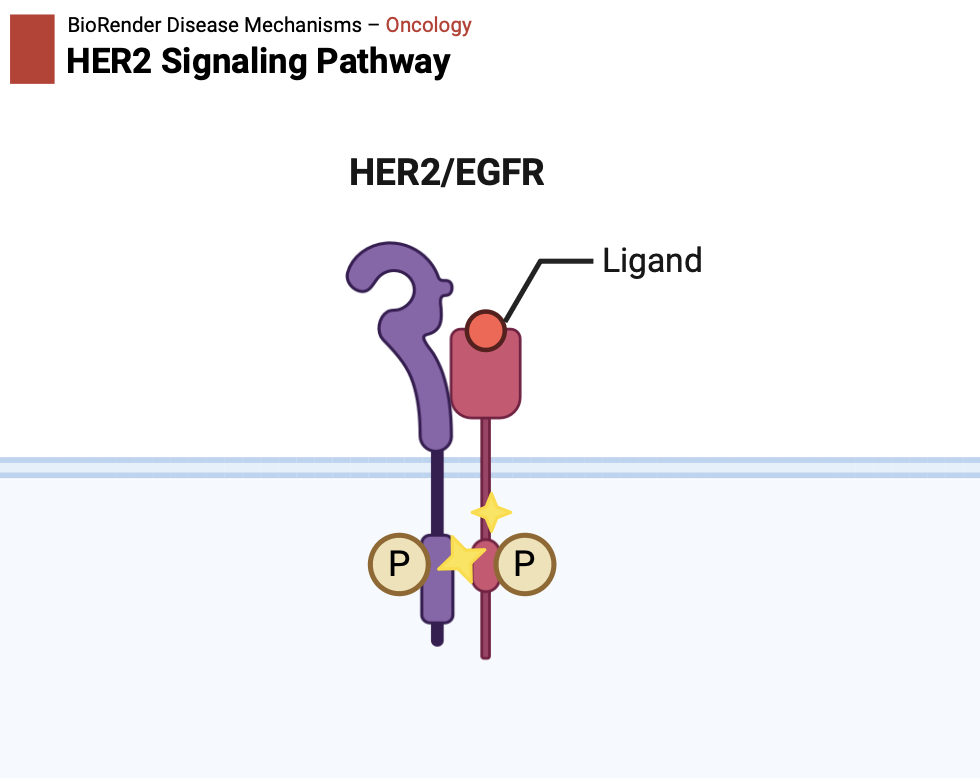 BioRender Disease Mechanisms – Oncology
HER2 Signaling Pathway
HER2/EGFR
Ligand
P
P